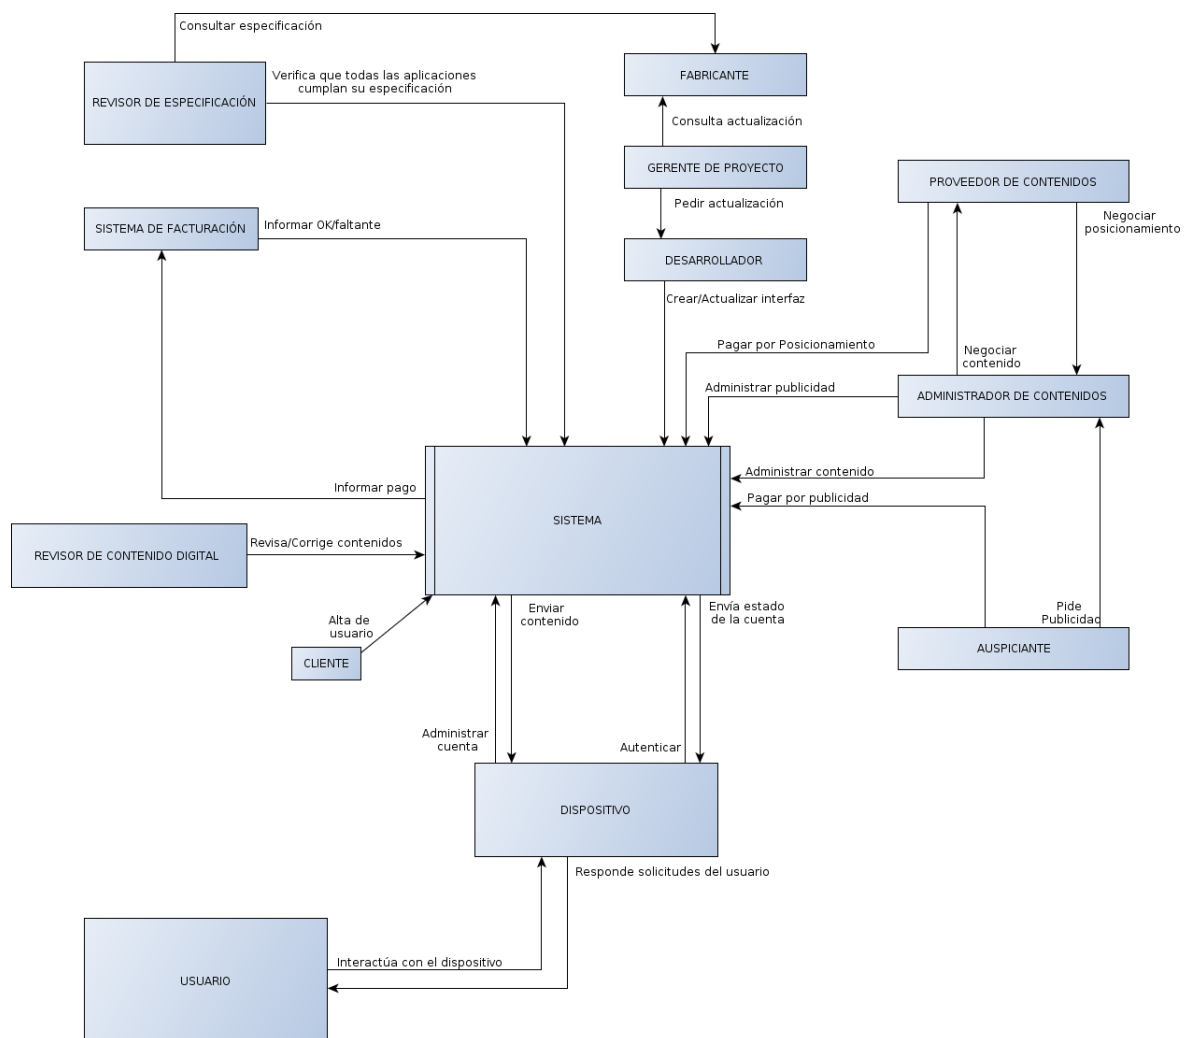 Consultar especificación
FABRICANTE
REVISOR DE ESPECIFICACIÓN
Verifica que todas las aplicaciones
cumplan su especificación
Consulta actualización
GERENTE DE PROYECTO
PROVEEDOR DE CONTENIDOS
Pedir actualización
Negociar
posicionamiento
SISTEMA DE FACTURACIÓN
Informar OK/faltante
DESARROLLADOR
Crear/Actualizar interfaz
Pagar por Posicionamiento
Negociar
contenido
Administrar publicidad
ADMINISTRADOR DE CONTENIDOS
Administrar contenido
Informar pago
Pagar por publicidad
SISTEMA
REVISOR DE CONTENIDO DIGITAL
Revisa/Corrige contenidos
Alta de
usuario
CLIENTE
Enviar
contenido
Envía estado
de la cuenta
Pide
Publicidad
AUSPICIANTE
Administrar
cuenta
Autenticar
DISPOSITIVO
Responde solicitudes del usuario
Interactúa con el dispositivo
USUARIO